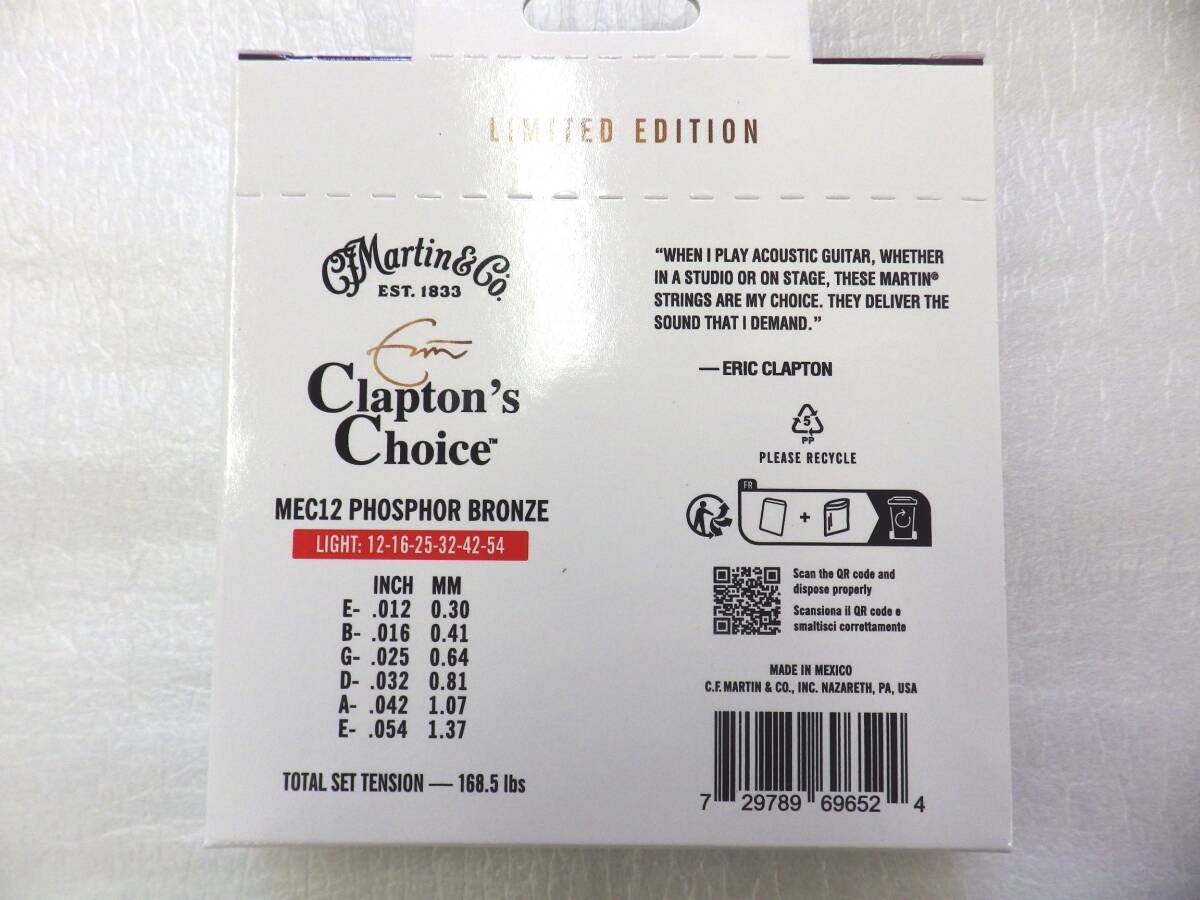 LIMITED EDITION
CF Martin & Co.
EST. 1833
Eric
Clapton's
Choice™
MEC12 PHOSPHOR BRONZE
LIGHT: 12-16-25-32-42-54
INCH MM
E- .012 0.30
B- .016 0.41
G- .025 0.64
D- .032 0.81
A- .042 1.07
E- .054 1.37
TOTAL SET TENSION — 168.5 lbs
“WHEN I PLAY ACOUSTIC GUITAR, WHETHER
IN A STUDIO OR ON STAGE, THESE MARTIN®
STRINGS ARE MY CHOICE. THEY DELIVER THE
SOUND THAT I DEMAND.”
— ERIC CLAPTON
5
PP
PLEASE RECYCLE
FR
+
Scan the QR code and
dispose properly
Scansiona il QR code e
smaltisci correttamente
MADE IN MEXICO
C.F. MARTIN & CO., INC. NAZARETH, PA, USA
7 29789 69652 4